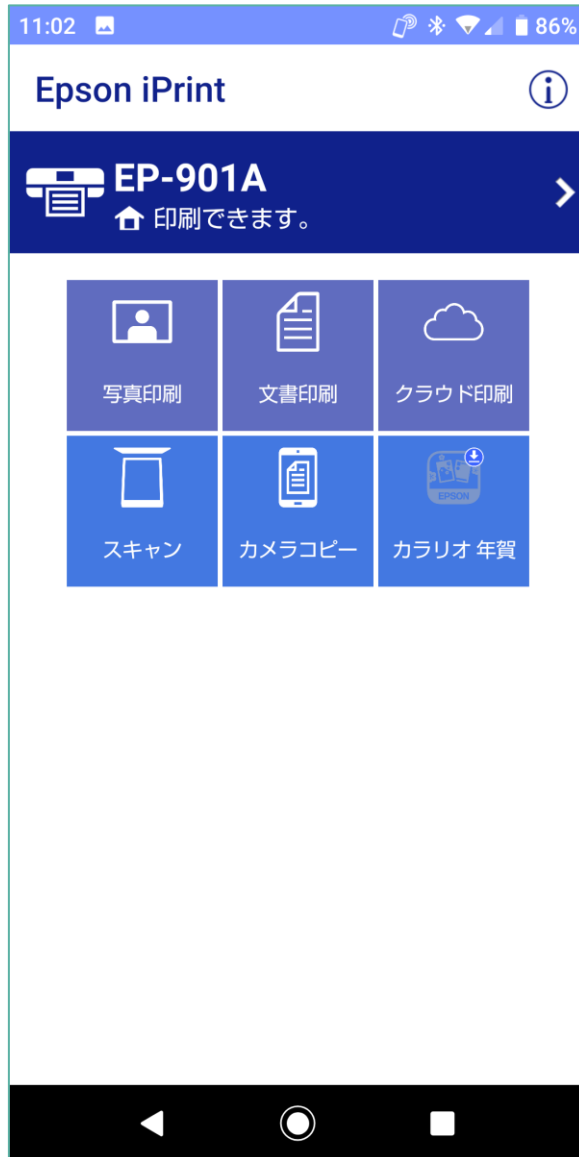 11:02 86%
Epson iPrint
EP-901A
印刷できます。
写真印刷 文書印刷 クラウド印刷
EPSON
スキャン カメラコピー カラリオ 年賀